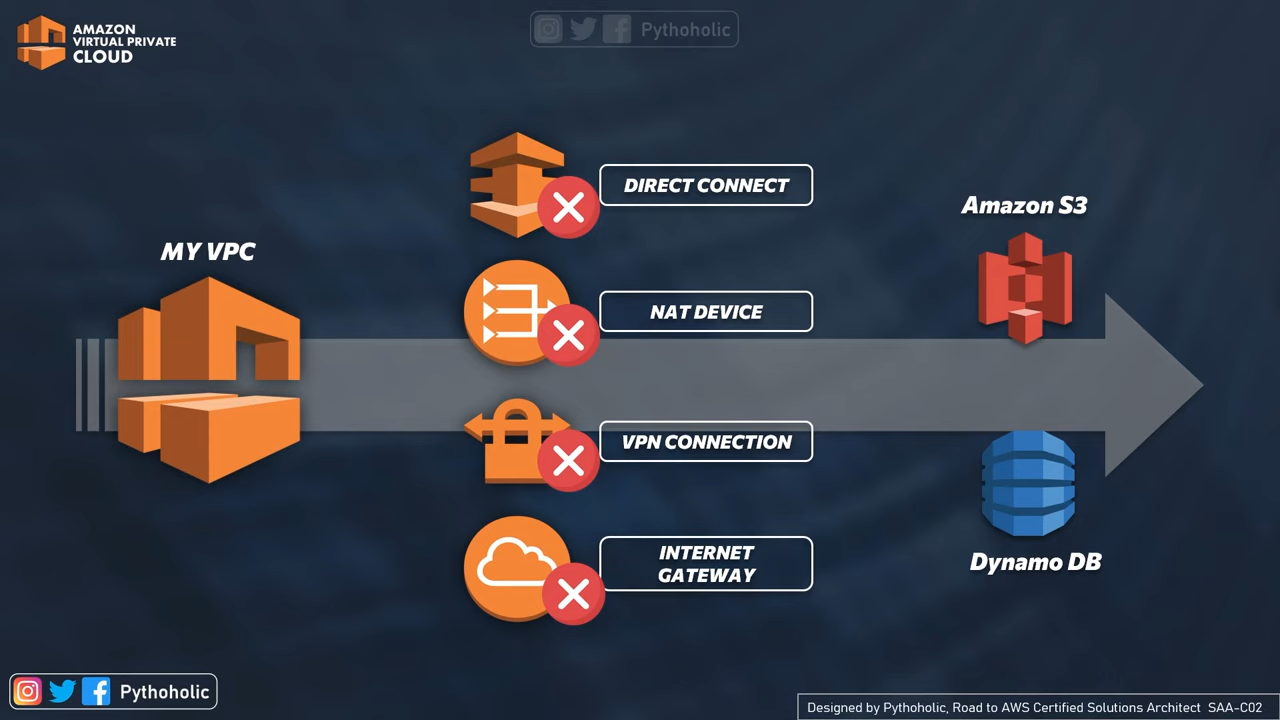 AMAZON
VIRTUAL PRIVATE
CLOUD
Pythoholic
DIRECT CONNECT
Amazon S3
MY VPC
NAT DEVICE
VPN CONNECTION
INTERNET
GATEWAY
Dynamo DB
Pythoholic
Designed by Pythoholic, Road to AWS Certified Solutions Architect SAA-C02